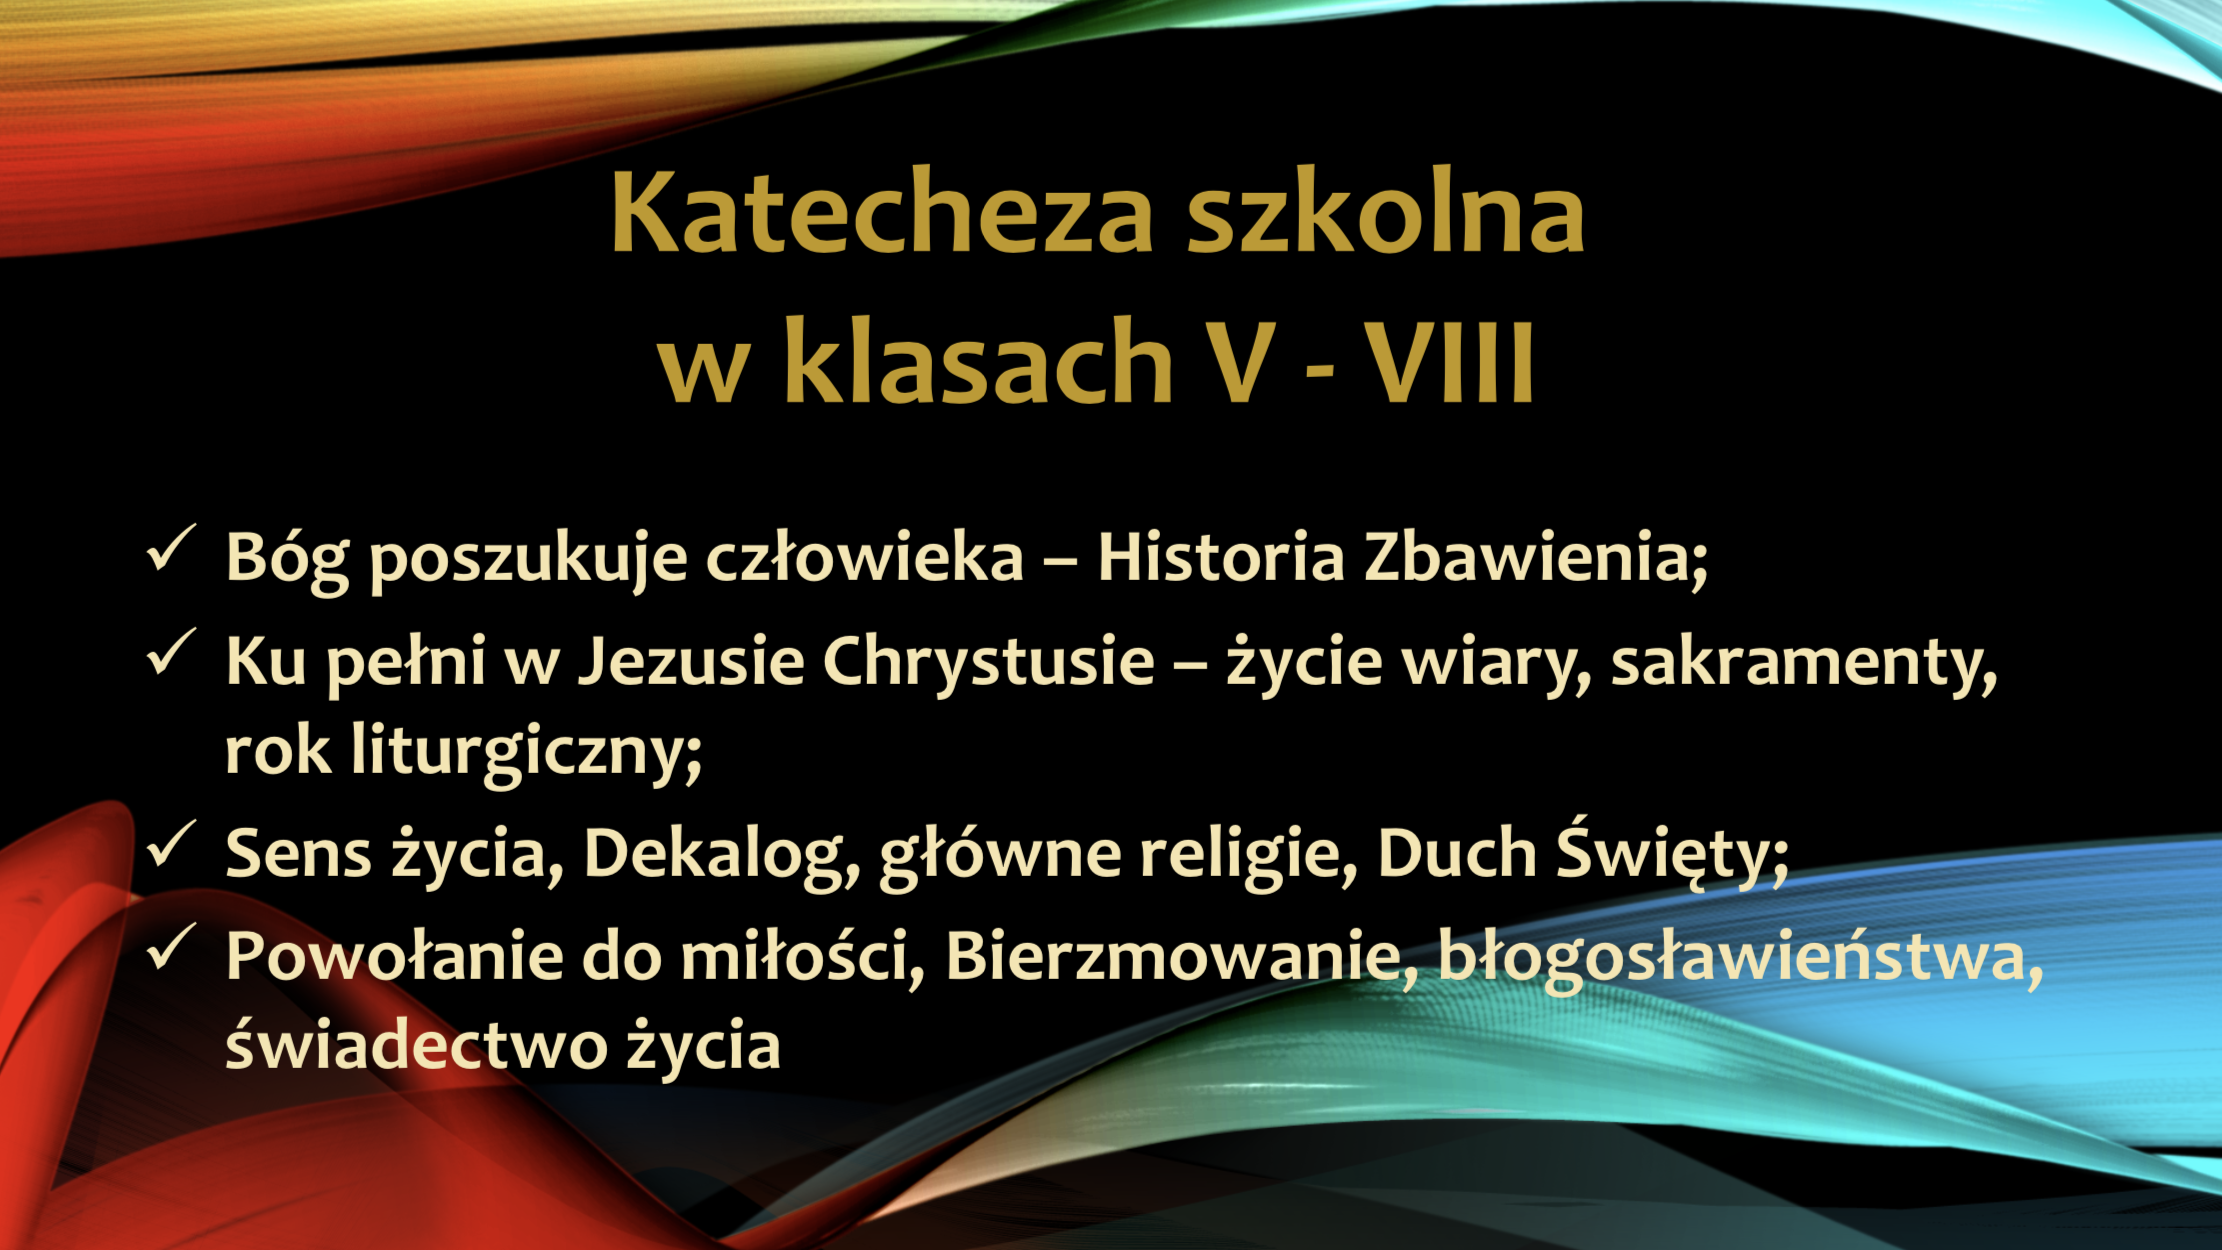 Katecheza szkolna
w klasach V - VIII
✓ Bóg poszukuje człowieka – Historia Zbawienia;
✓ Ku pełni w Jezusie Chrystusie – życie wiary, sakramenty,
rok liturgiczny;
✓ Sens życia, Dekalog, główne religie, Duch Święty;
✓ Powołanie do miłości, Bierzmowanie, błogosławieństwa,
świadectwo życia